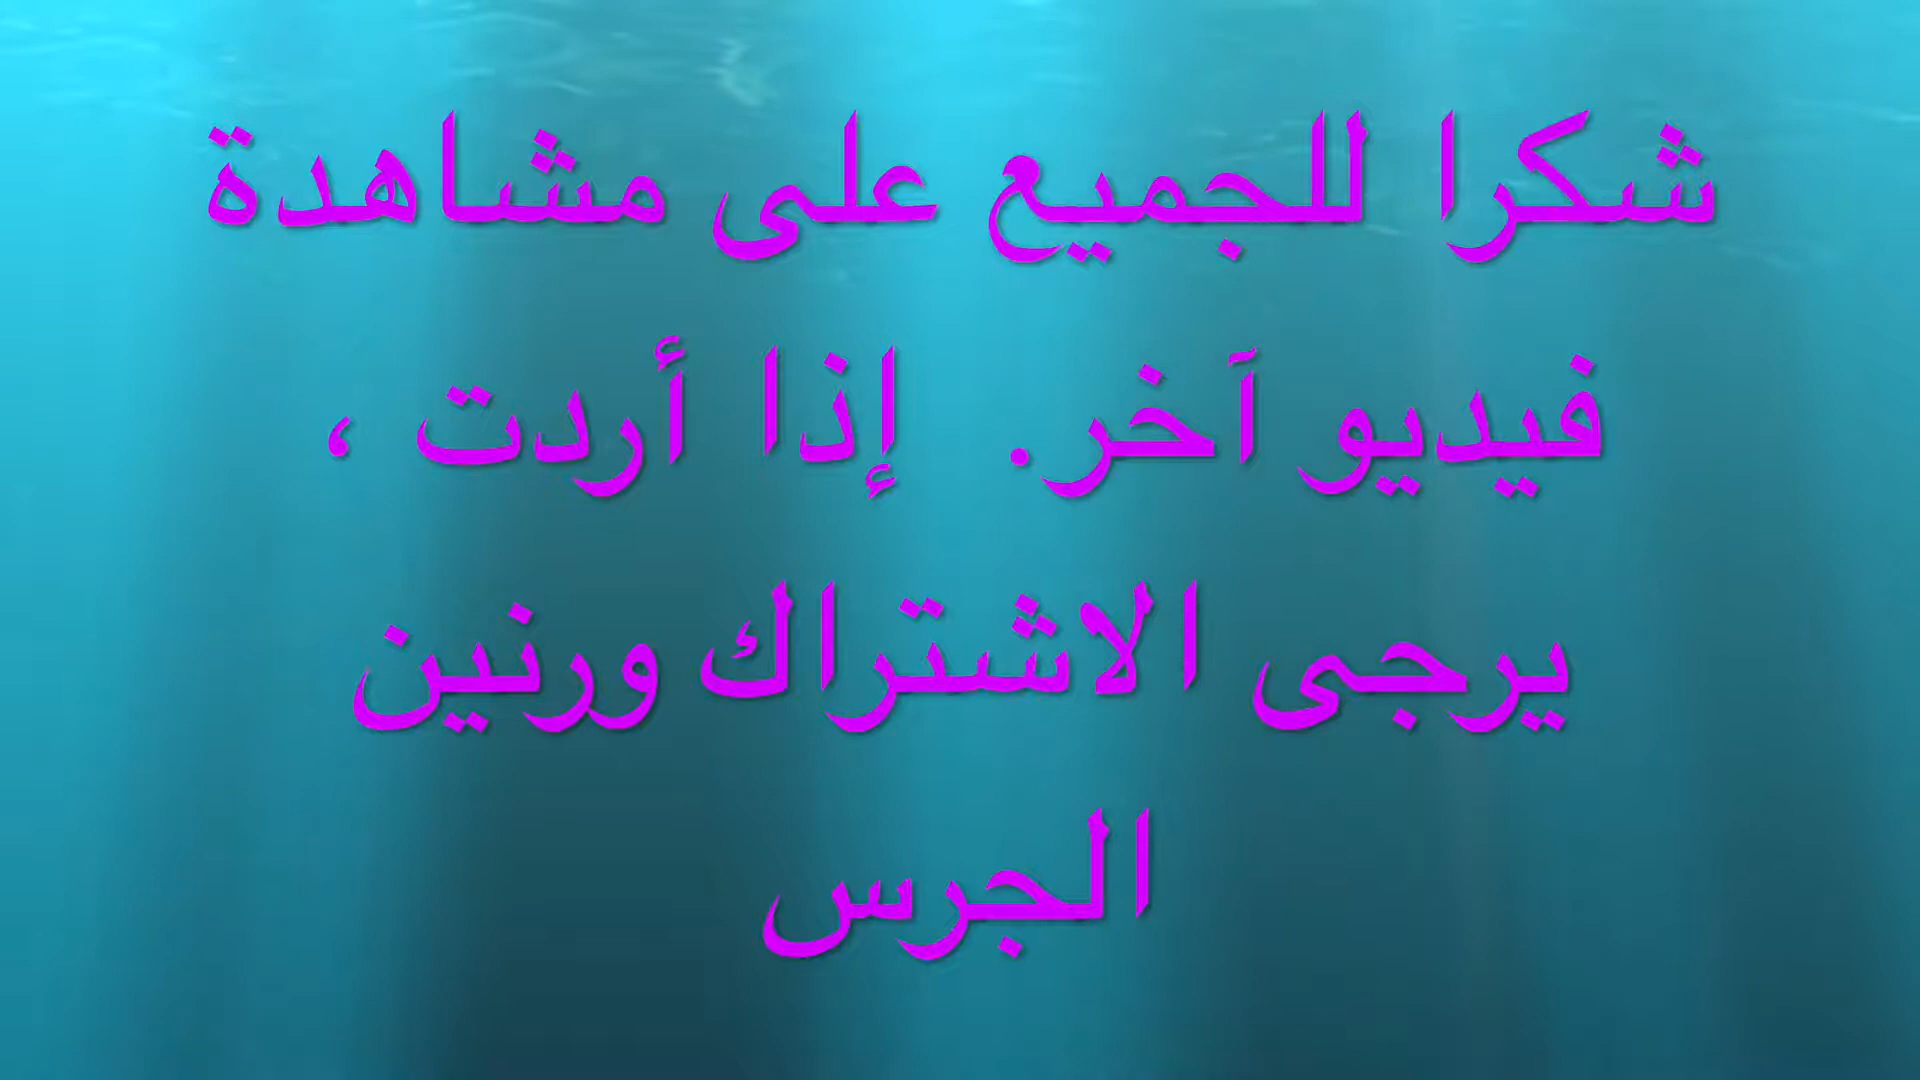 شكرا للجميع على مشاهدة
فيديو آخر. إذا أردت ،
يرجى الاشتراك ورنين
الجرس